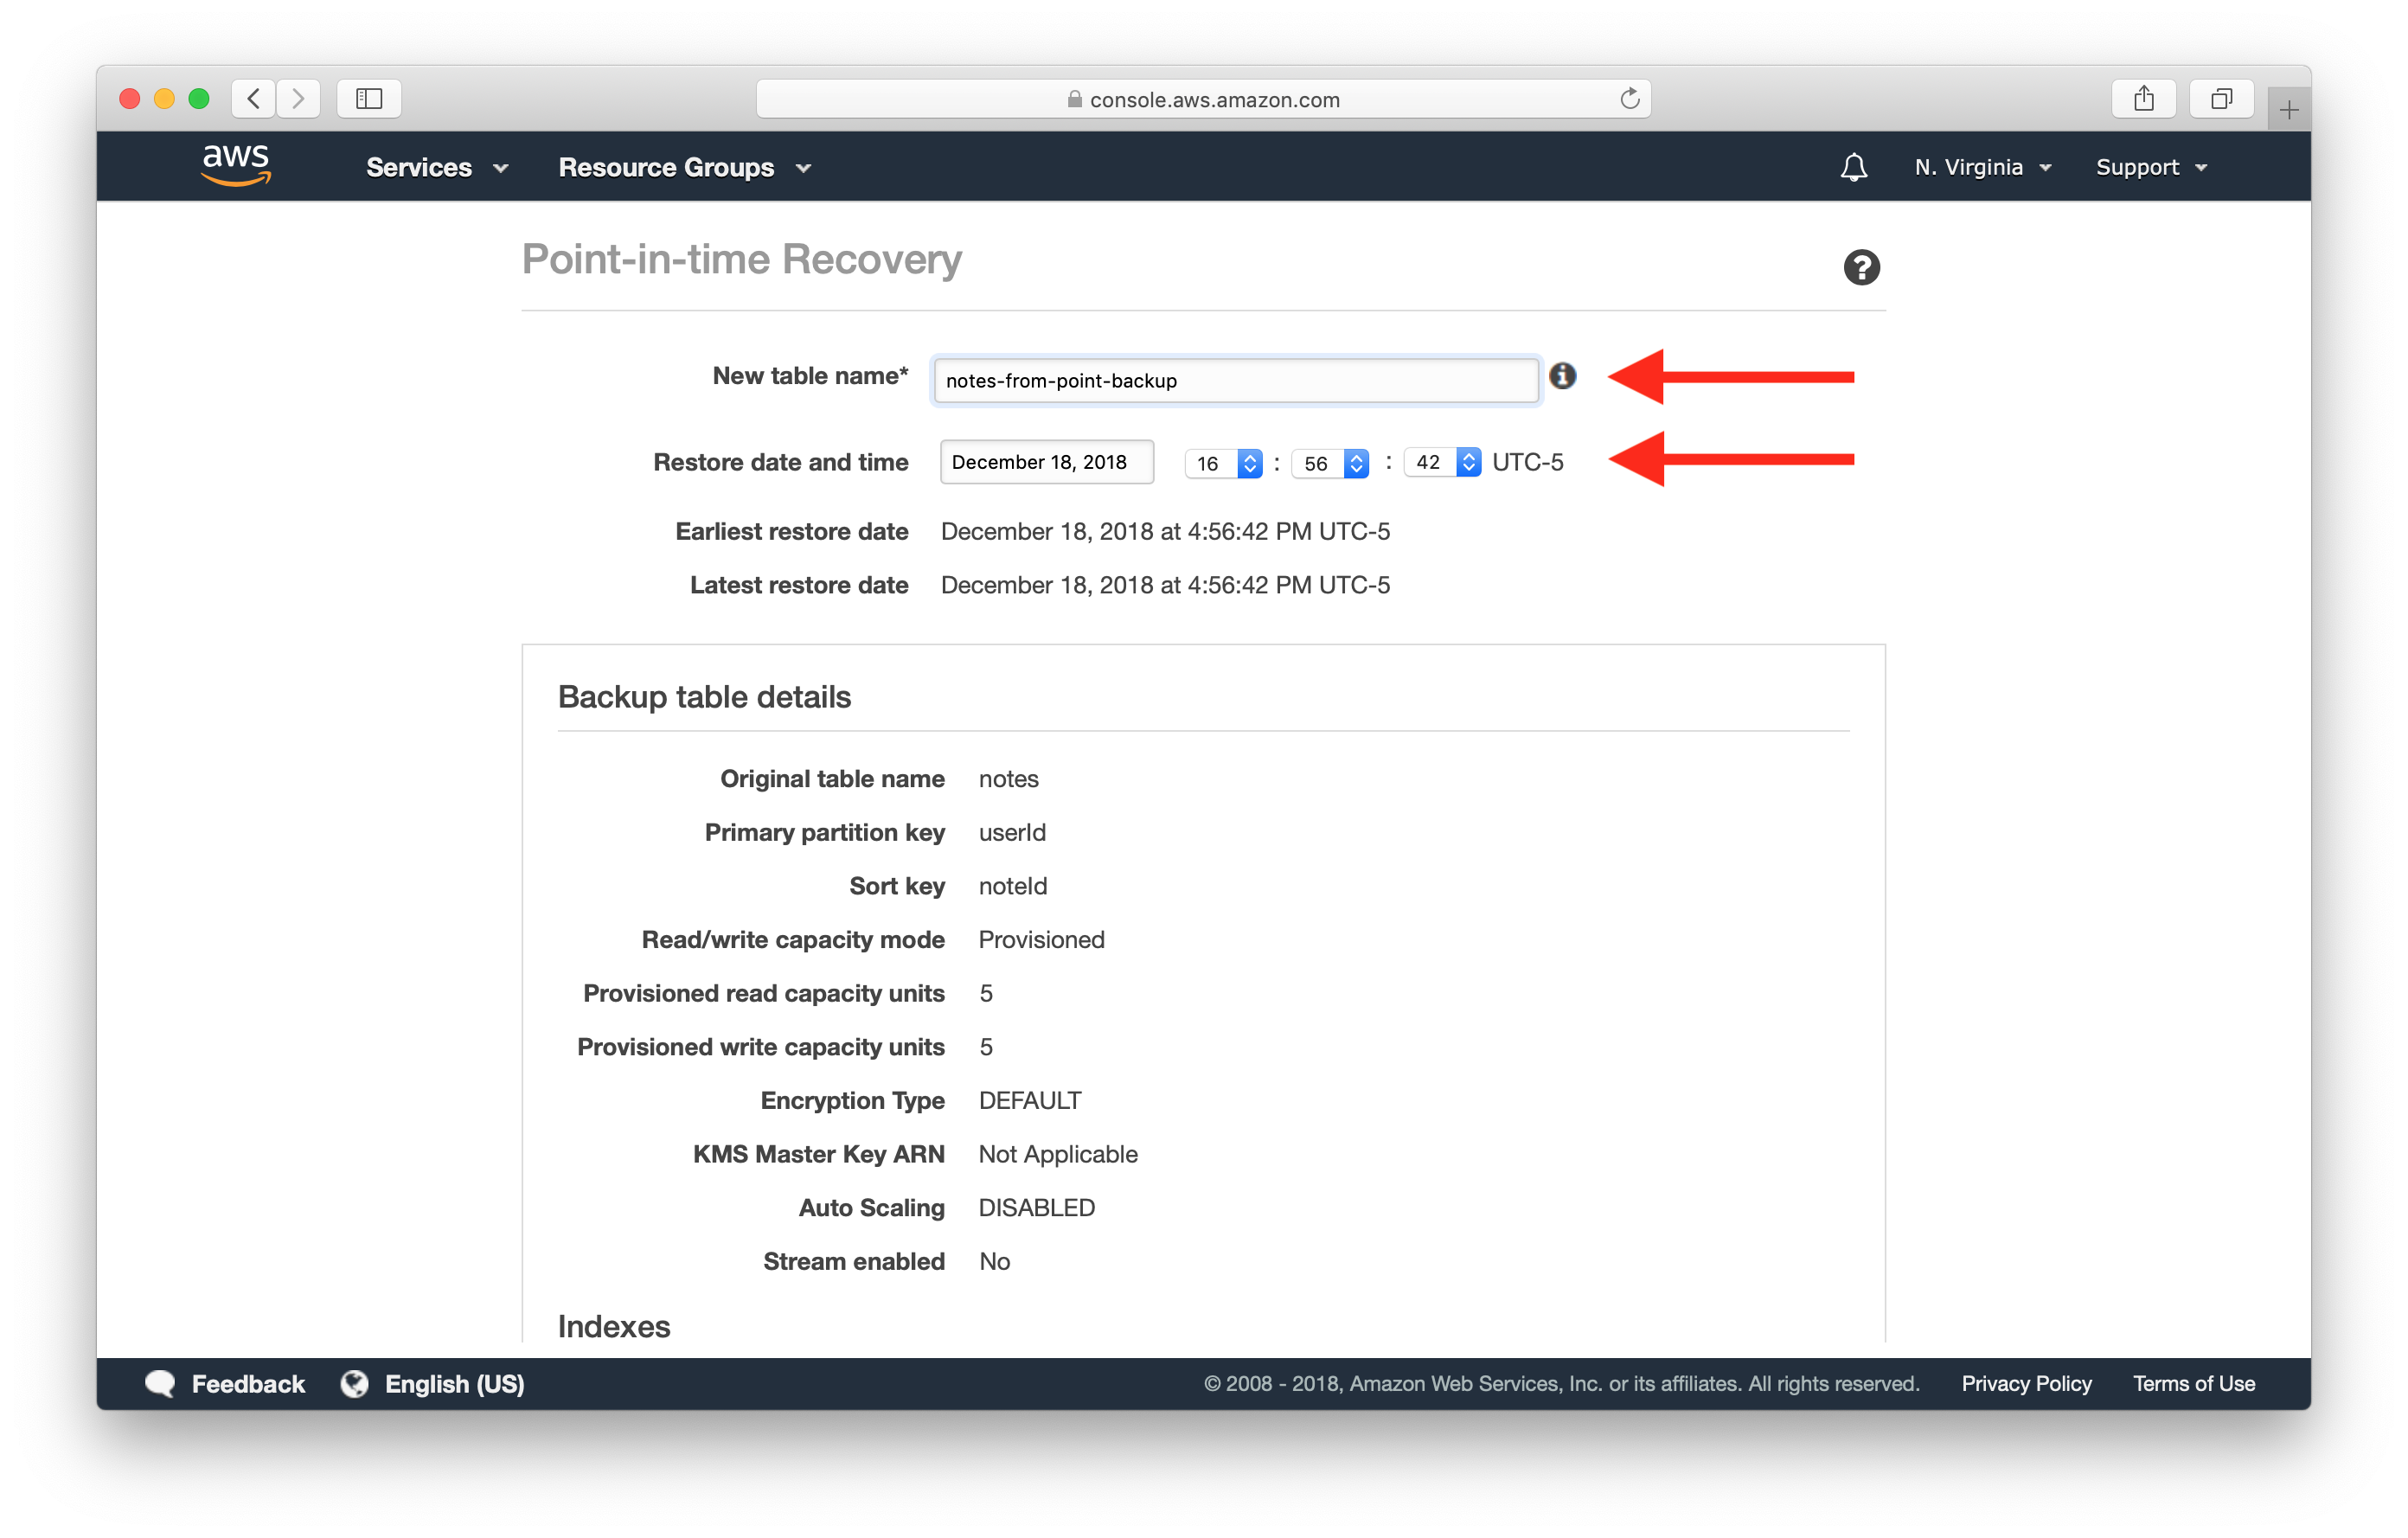 console.aws.amazon.com
aws Services Resource Groups N. Virginia Support
Point-in-time Recovery
New table name* notes-from-point-backup
Restore date and time December 18, 2018 16 : 56 : 42 UTC-5
Earliest restore date December 18, 2018 at 4:56:42 PM UTC-5
Latest restore date December 18, 2018 at 4:56:42 PM UTC-5
Backup table details
Original table name notes
Primary partition key userId
Sort key noteId
Read/write capacity mode Provisioned
Provisioned read capacity units 5
Provisioned write capacity units 5
Encryption Type DEFAULT
KMS Master Key ARN Not Applicable
Auto Scaling DISABLED
Stream enabled No
Indexes
Feedback English (US) © 2008 - 2018, Amazon Web Services, Inc. or its affiliates. All rights reserved. Privacy Policy Terms of Use